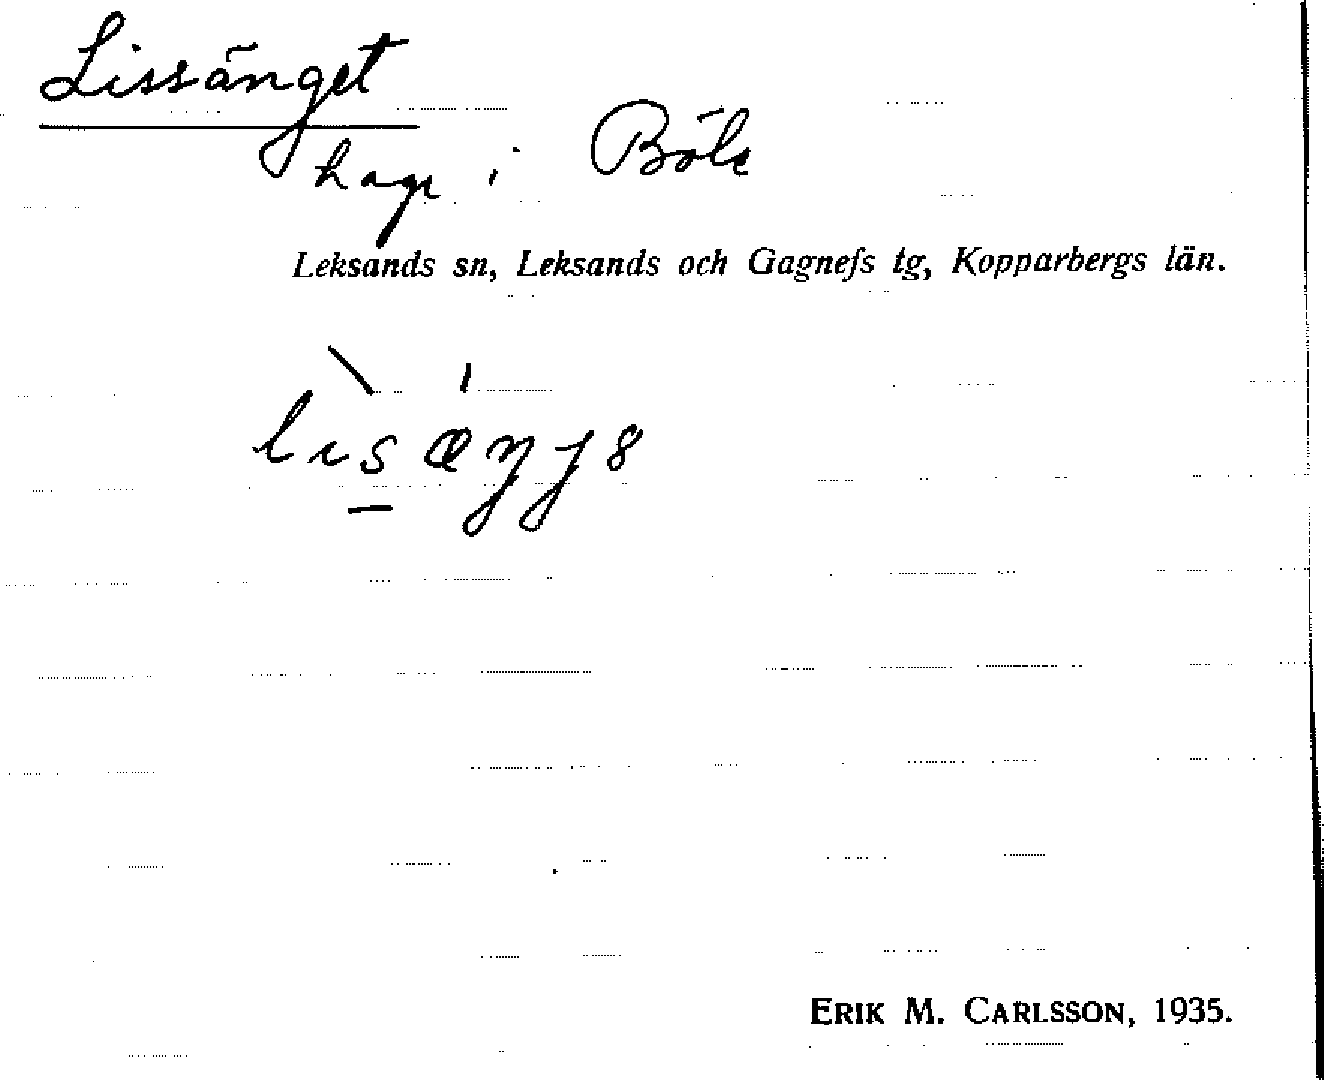 Lissänget
hage i Böle
Leksands sn, Leksands och Gagnefs tg, Kopparbergs län.
ERIK M. CARLSSON, 1935.